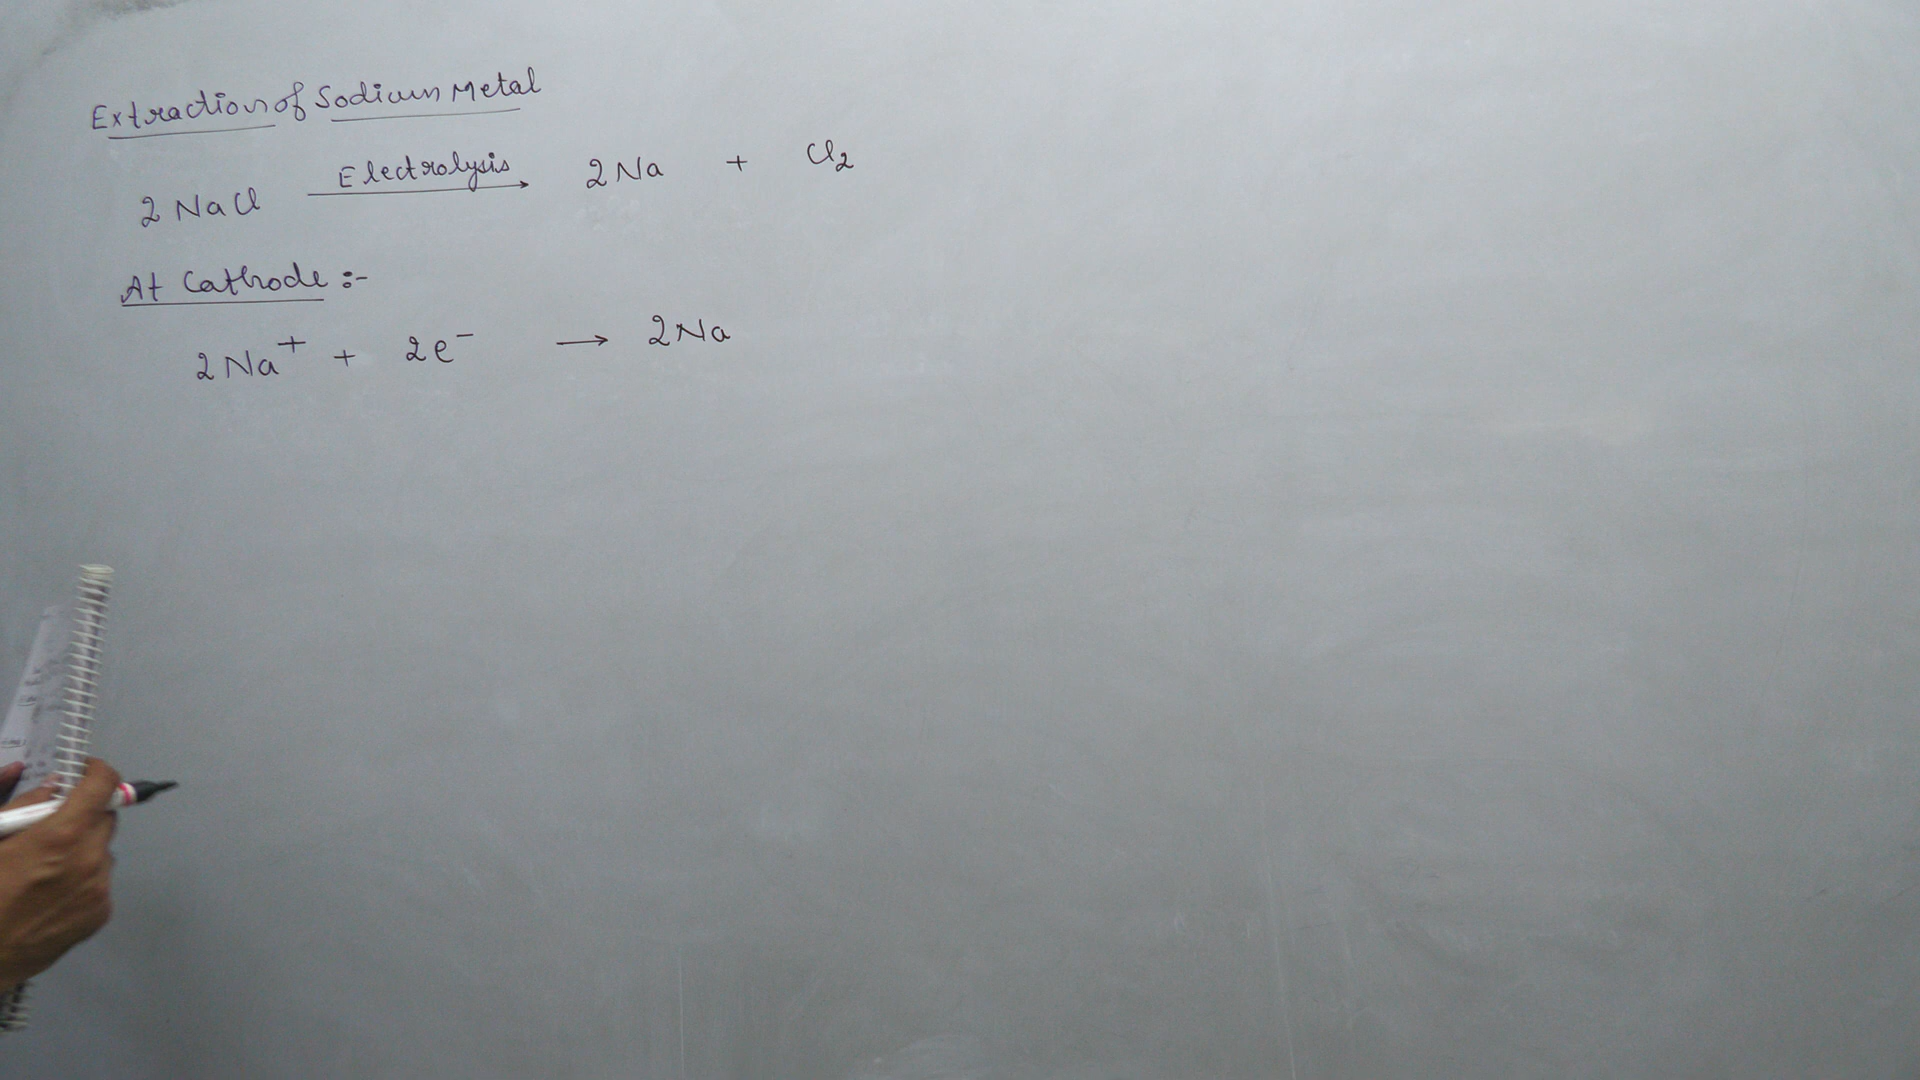 Extraction of Sodium Metal
2 NaCl Electrolysis → 2 Na + Cl₂
At Cathode :-
2 Na⁺ + 2e⁻ → 2 Na